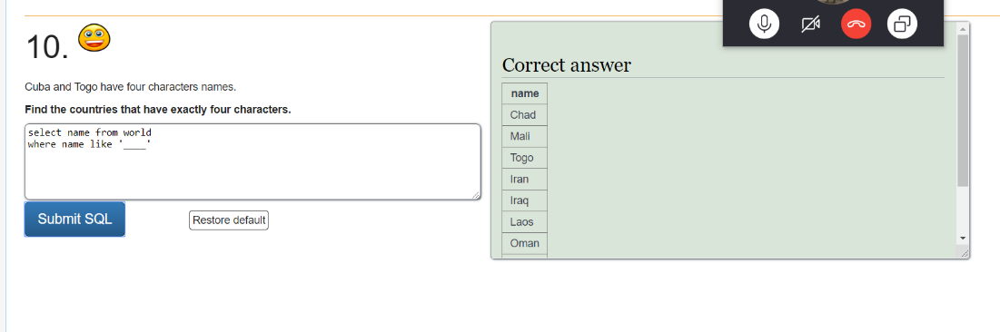 10.
Cuba and Togo have four characters names.
Find the countries that have exactly four characters.
select name from world
where name like '____'
Submit SQL
Restore default
Correct answer
name
Chad
Mali
Togo
Iran
Iraq
Laos
Oman